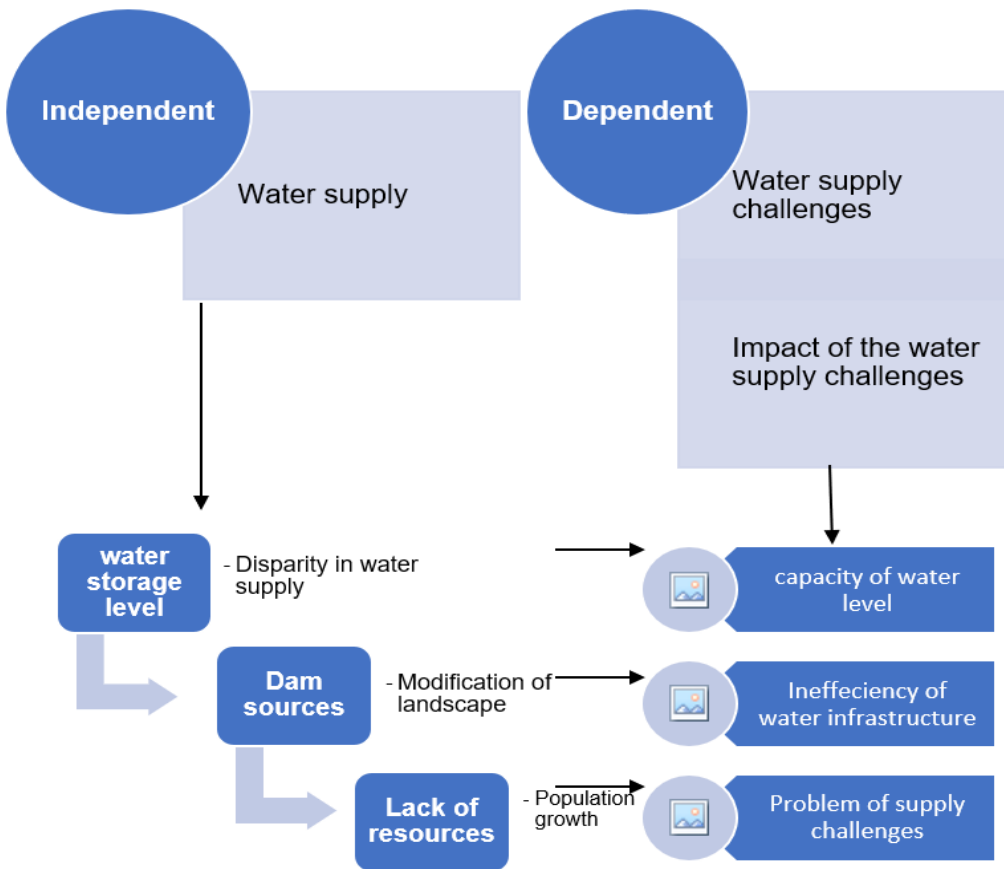 Independent
Water supply
Dependent
Water supply
challenges
Impact of the water
supply challenges
water
storage
level
- Disparity in water
supply
capacity of water
level
Dam
sources
- Modification of
landscape
Ineffeciency of
water infrastructure
Lack of
resources
- Population
growth
Problem of supply
challenges